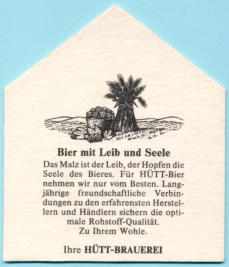 Bier mit Leib und Seele
Das Malz ist der Leib, der Hopfen die
Seele des Bieres. Für HÜTT-Bier
nehmen wir nur vom Besten. Lang-
jährige freundschaftliche Verbin-
dungen zu den erfahrensten Herstel-
lern und Händlern sichern die opti-
male Rohstoff-Qualität.
Zu Ihrem Wohle.
Ihre HÜTT-BRAUEREI